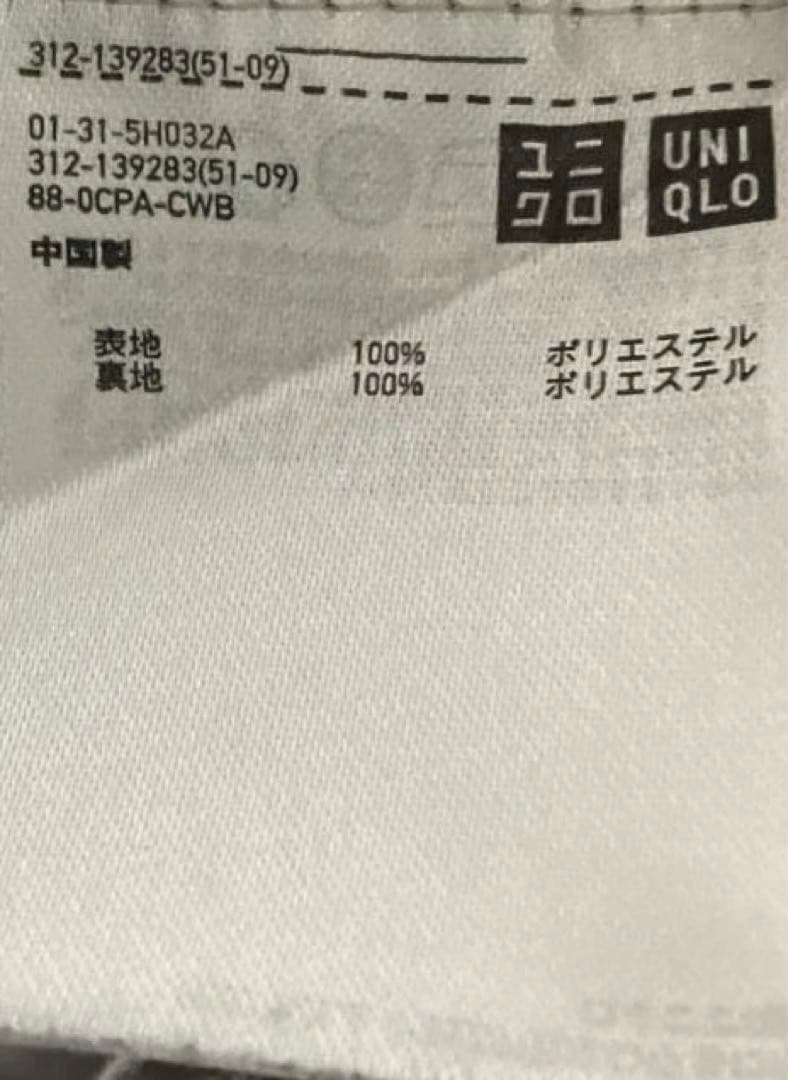 312-139283(51-09)
01-31-5H032A
312-139283(51-09)
88-0CPA-CWB
中国製
ユニ
クロ
UNI
QLO
表地 100% ポリエステル
裏地 100% ポリエステル